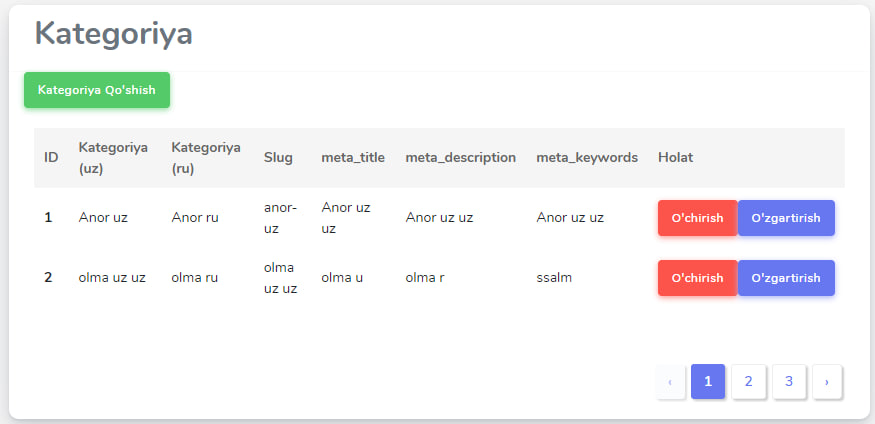 Kategoriya
Kategoriya Qo'shish
ID Kategoriya (uz) Kategoriya (ru) Slug meta_title meta_description meta_keywords Holat
1 Anor uz Anor ru anor-uz Anor uz uz Anor uz uz Anor uz uz O'chirish O'zgartirish
2 olma uz uz olma ru olma uz uz olma u olma r ssalm O'chirish O'zgartirish
‹ 1 2 3 ›